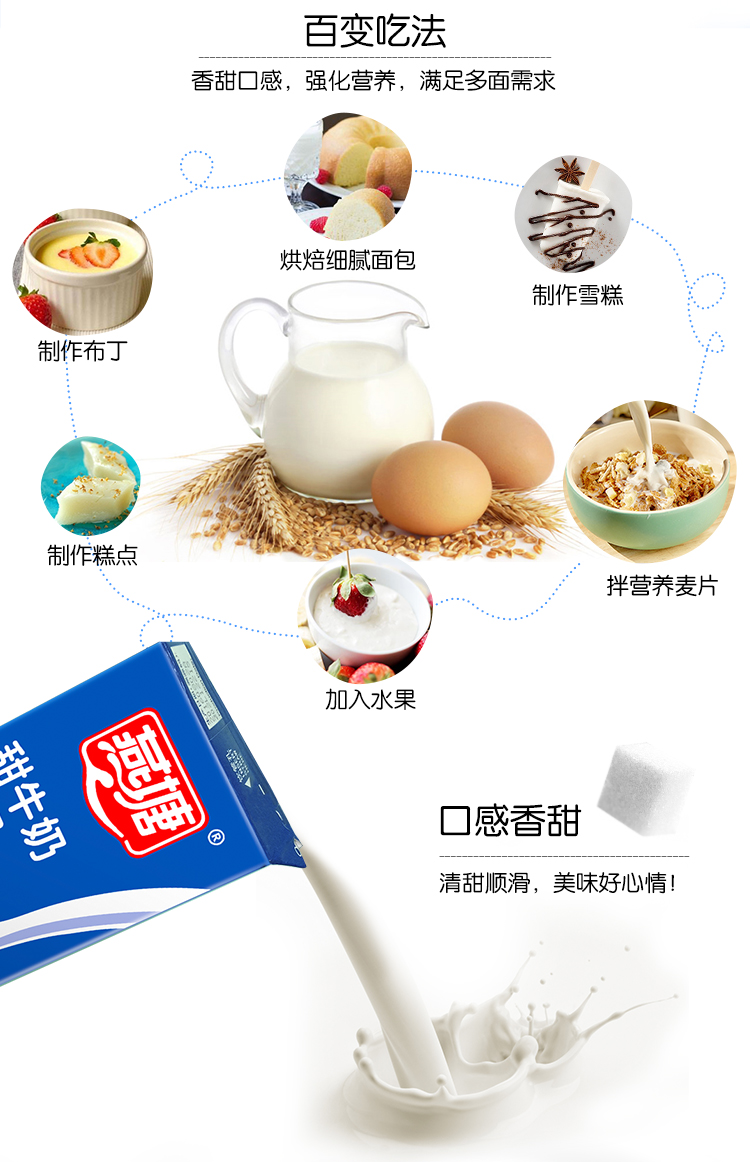 百变吃法
香甜口感，强化营养，满足多面需求
烘焙细腻面包
制作雪糕
制作布丁
制作糕点
拌营养麦片
加入水果
燕塘
®
甜牛奶
口感香甜
清甜顺滑，美味好心情！